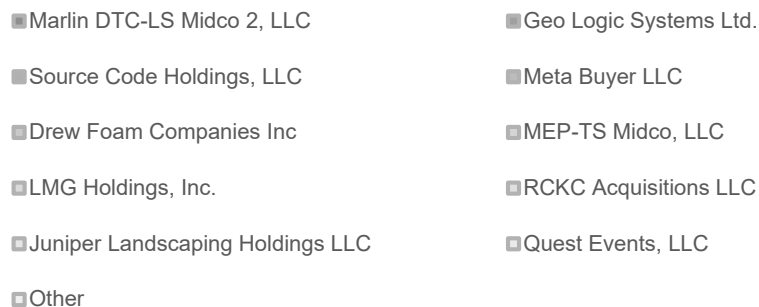 Marlin DTC-LS Midco 2, LLC
Geo Logic Systems Ltd.
Source Code Holdings, LLC
Meta Buyer LLC
Drew Foam Companies Inc
MEP-TS Midco, LLC
LMG Holdings, Inc.
RCKC Acquisitions LLC
Juniper Landscaping Holdings LLC
Quest Events, LLC
Other